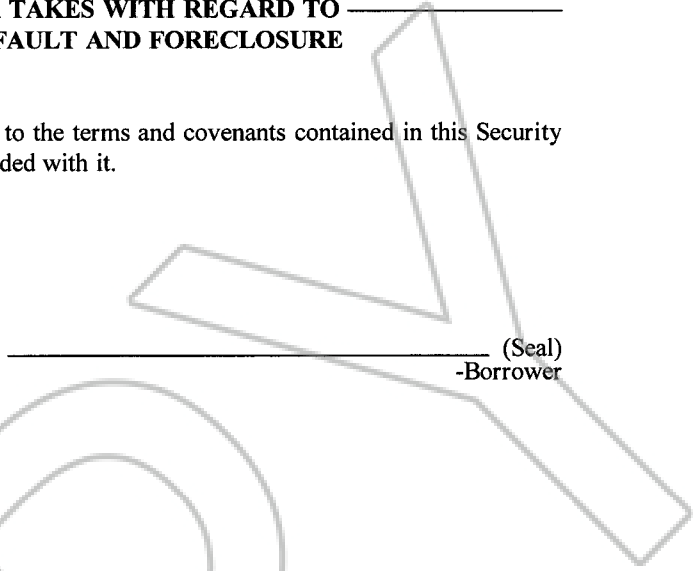 TAKES WITH REGARD TO
FAULT AND FORECLOSURE
to the terms and covenants contained in this Security
ded with it.
(Seal)
-Borrower